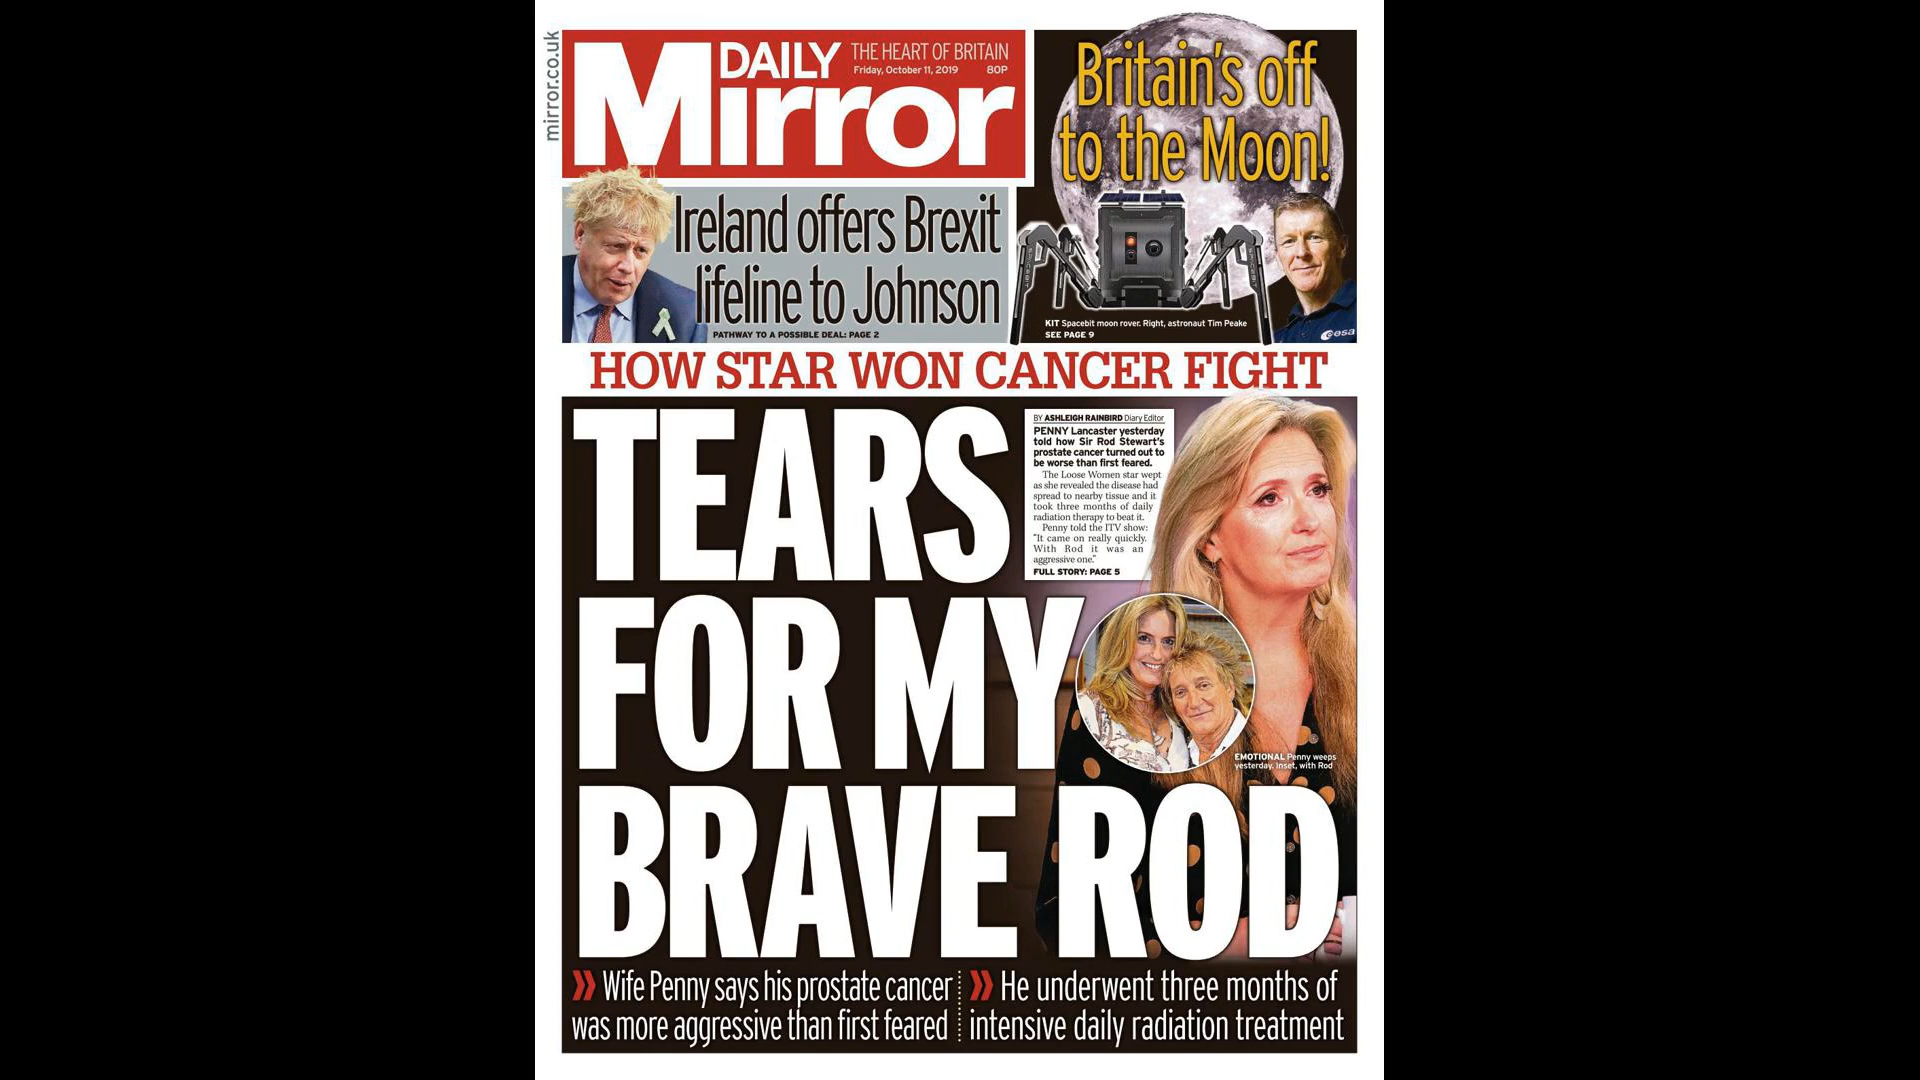 mirror.co.uk
DAILY
Mirror
THE HEART OF BRITAIN
Friday, October 11, 2019 80P
Britain's off
to the Moon!
Ireland offers Brexit
lifeline to Johnson
PATHWAY TO A POSSIBLE DEAL: PAGE 2
SPACEBIT
KIT Spacebit moon rover. Right, astronaut Tim Peake
SEE PAGE 9
esa
HOW STAR WON CANCER FIGHT
TEARS
FOR MY
BRAVE ROD
BY ASHLEIGH RAINBIRD Diary Editor
PENNY Lancaster yesterday
told how Sir Rod Stewart's
prostate cancer turned out to
be worse than first feared.
The Loose Women star wept
as she revealed the disease had
spread to nearby tissue and it
took three months of daily
radiation therapy to beat it.
Penny told the ITV show:
"It came on really quickly.
With Rod it was an
aggressive one."
FULL STORY: PAGE 5
EMOTIONAL Penny weeps
yesterday. Inset, with Rod
» Wife Penny says his prostate cancer
was more aggressive than first feared
» He underwent three months of
intensive daily radiation treatment